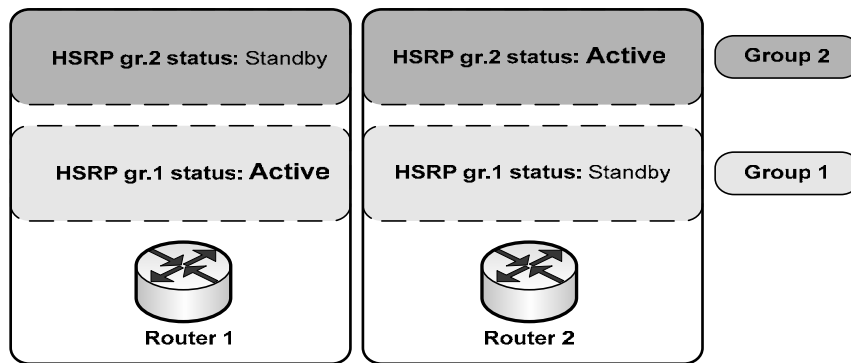 HSRP gr.2 status: Standby
HSRP gr.2 status: Active
Group 2
HSRP gr.1 status: Active
HSRP gr.1 status: Standby
Group 1
Router 1
Router 2